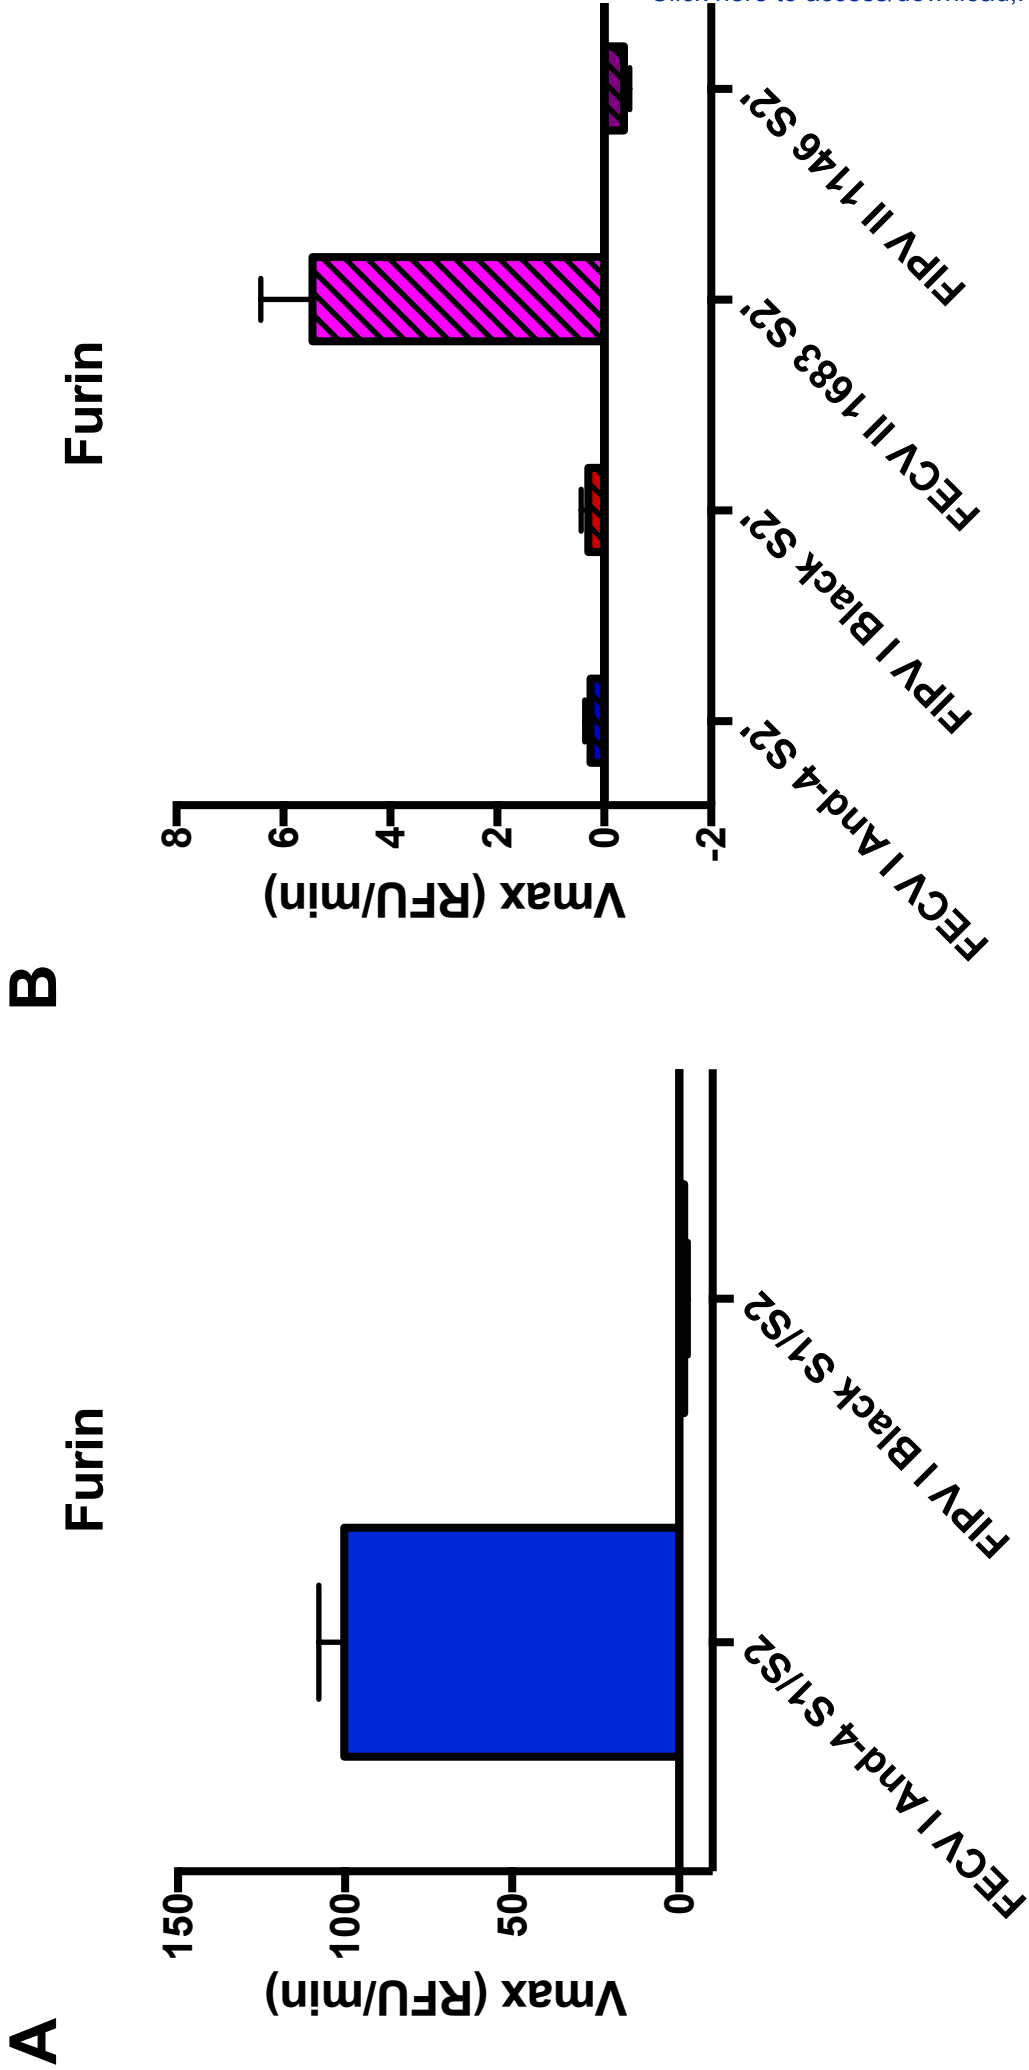 A
Furin
Vmax (RFU/min)
150
100
50
0
FECV I And-4 S1/S2
FIPV I Black S1/S2
B
Furin
Vmax (RFU/min)
8
6
4
2
0
-2
FECV I And-4 S2'
FIPV I Black S2'
FECV II 1683 S2'
FIPV II 1146 S2'